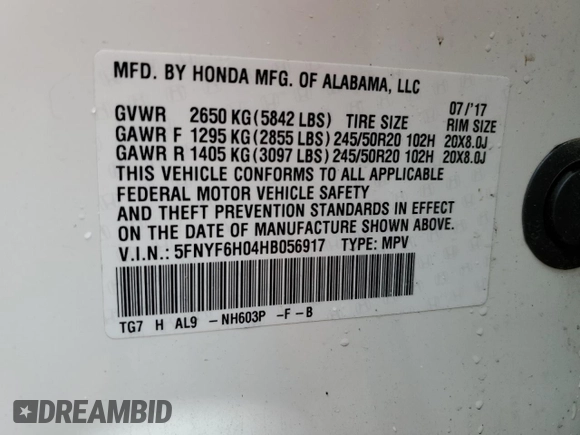 MFD. BY HONDA MFG. OF ALABAMA, LLC
07/'17
GVWR 2650 KG(5842 LBS) TIRE SIZE RIM SIZE
GAWR F 1295 KG(2855 LBS)245/50R20 102H 20X8.0J
GAWR R 1405 KG(3097 LBS)245/50R20 102H 20X8.0J
THIS VEHICLE CONFORMS TO ALL APPLICABLE
FEDERAL MOTOR VEHICLE SAFETY
AND THEFT PREVENTION STANDARDS IN EFFECT
ON THE DATE OF MANUFACTURE SHOWN ABOVE.
V.I.N.: 5FNYF6H04HB056917 TYPE: MPV
TG7 H AL9 -NH603P -F-B
DREAMBID